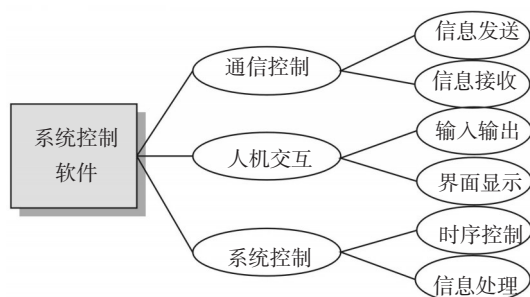 系统控制
软件
通信控制
信息发送
信息接收
人机交互
输入输出
界面显示
系统控制
时序控制
信息处理